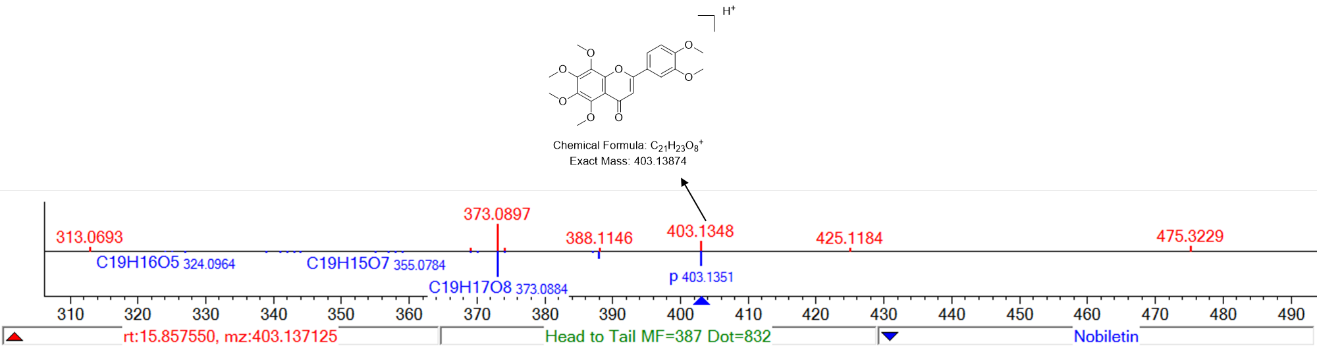 H+
O
O
O
O
O
O
O
O
Chemical Formula: C21H23O8+
Exact Mass: 403.13874
373.0897
313.0693
388.1146
403.1348
425.1184
475.3229
C19H16O5 324.0964
C19H15O7 355.0784
p 403.1351
C19H17O8 373.0884
310 320 330 340 350 360 370 380 390 400 410 420 430 440 450 460 470 480 490
rt:15.857550, mz:403.137125
Head to Tail MF=387 Dot=832
Nobiletin